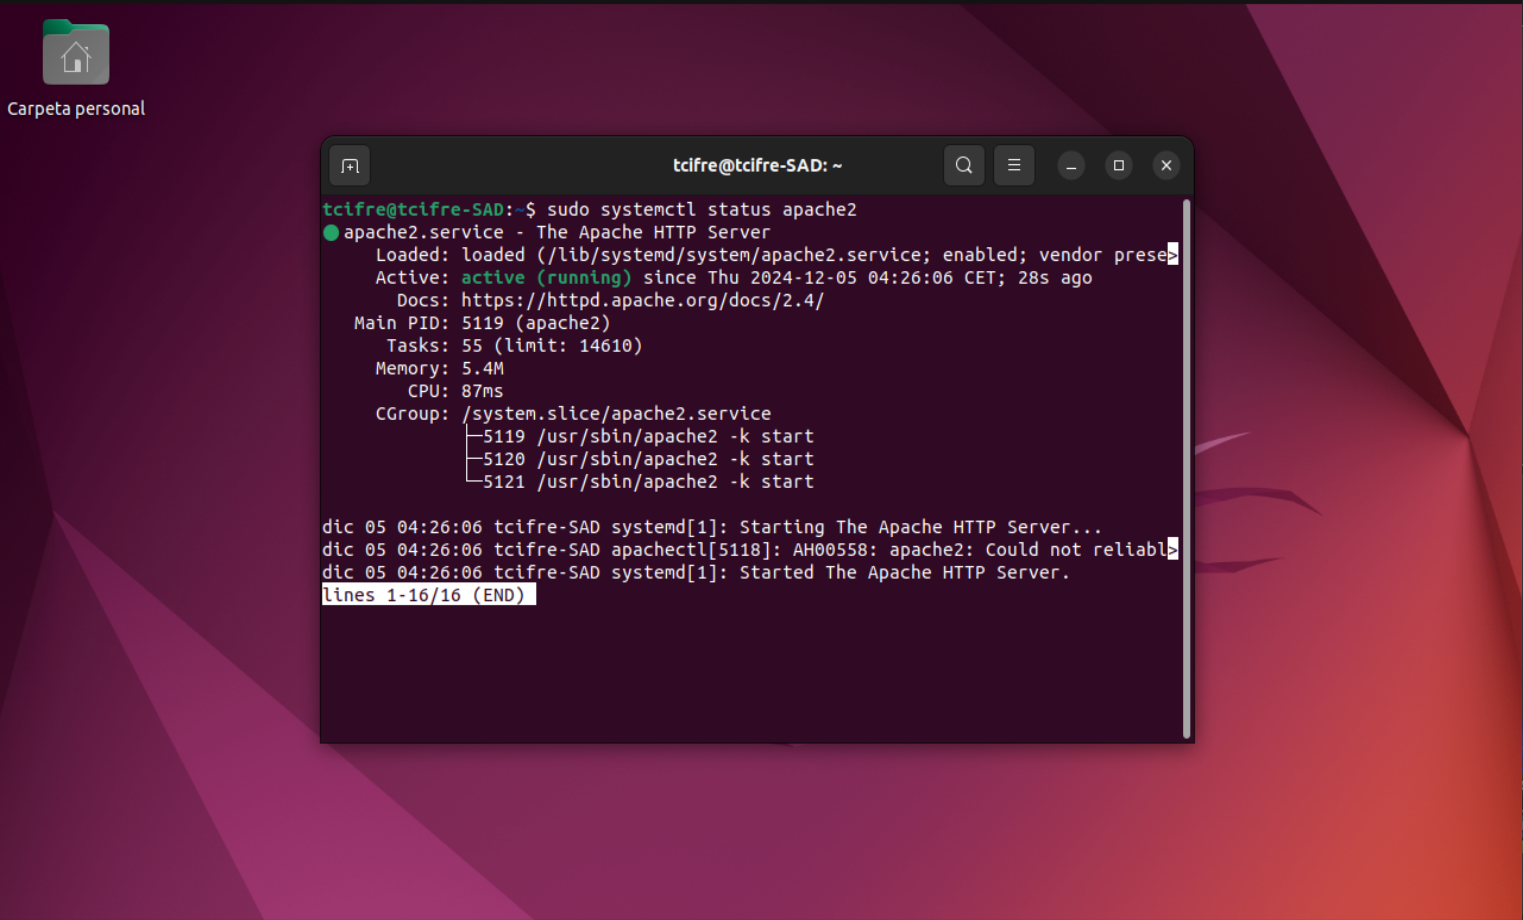 Carpeta personal
tcifre@tcifre-SAD: ~
tcifre@tcifre-SAD:~$ sudo systemctl status apache2
● apache2.service - The Apache HTTP Server
     Loaded: loaded (/lib/systemd/system/apache2.service; enabled; vendor prese>
     Active: active (running) since Thu 2024-12-05 04:26:06 CET; 28s ago
       Docs: https://httpd.apache.org/docs/2.4/
   Main PID: 5119 (apache2)
      Tasks: 55 (limit: 14610)
     Memory: 5.4M
        CPU: 87ms
     CGroup: /system.slice/apache2.service
             ├─5119 /usr/sbin/apache2 -k start
             ├─5120 /usr/sbin/apache2 -k start
             └─5121 /usr/sbin/apache2 -k start
dic 05 04:26:06 tcifre-SAD systemd[1]: Starting The Apache HTTP Server...
dic 05 04:26:06 tcifre-SAD apachectl[5118]: AH00558: apache2: Could not reliabl>
dic 05 04:26:06 tcifre-SAD systemd[1]: Started The Apache HTTP Server.
lines 1-16/16 (END)